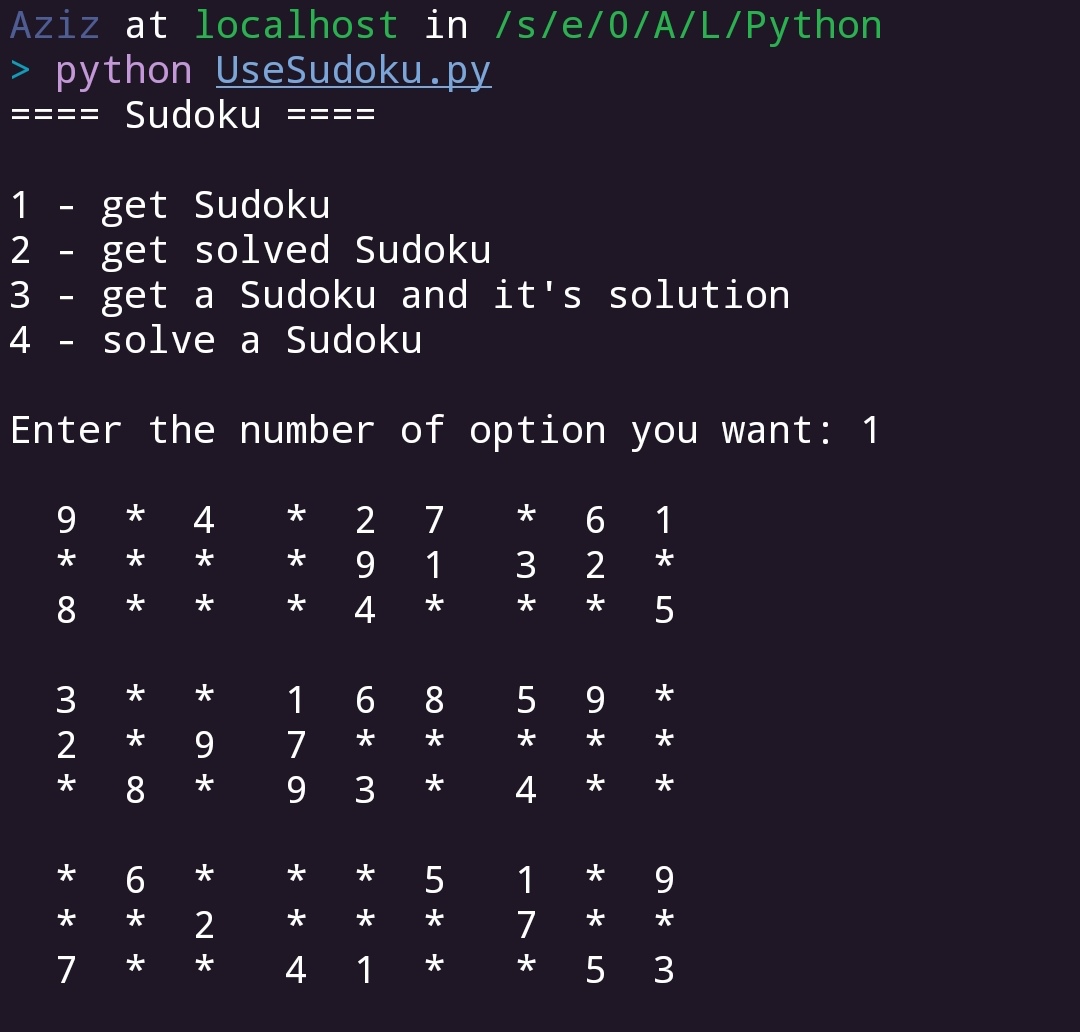 Aziz at localhost in /s/e/0/A/L/Python
> python UseSudoku.py
==== Sudoku ====
1 - get Sudoku
2 - get solved Sudoku
3 - get a Sudoku and it's solution
4 - solve a Sudoku
Enter the number of option you want: 1
9 * 4 * 2 7 * 6 1
* * * * 9 1 3 2 *
8 * * * 4 * * * 5
3 * * 1 6 8 5 9 *
2 * 9 7 * * * * *
* 8 * 9 3 * 4 * *
* 6 * * * 5 1 * 9
* * 2 * * * 7 * *
7 * * 4 1 * * 5 3